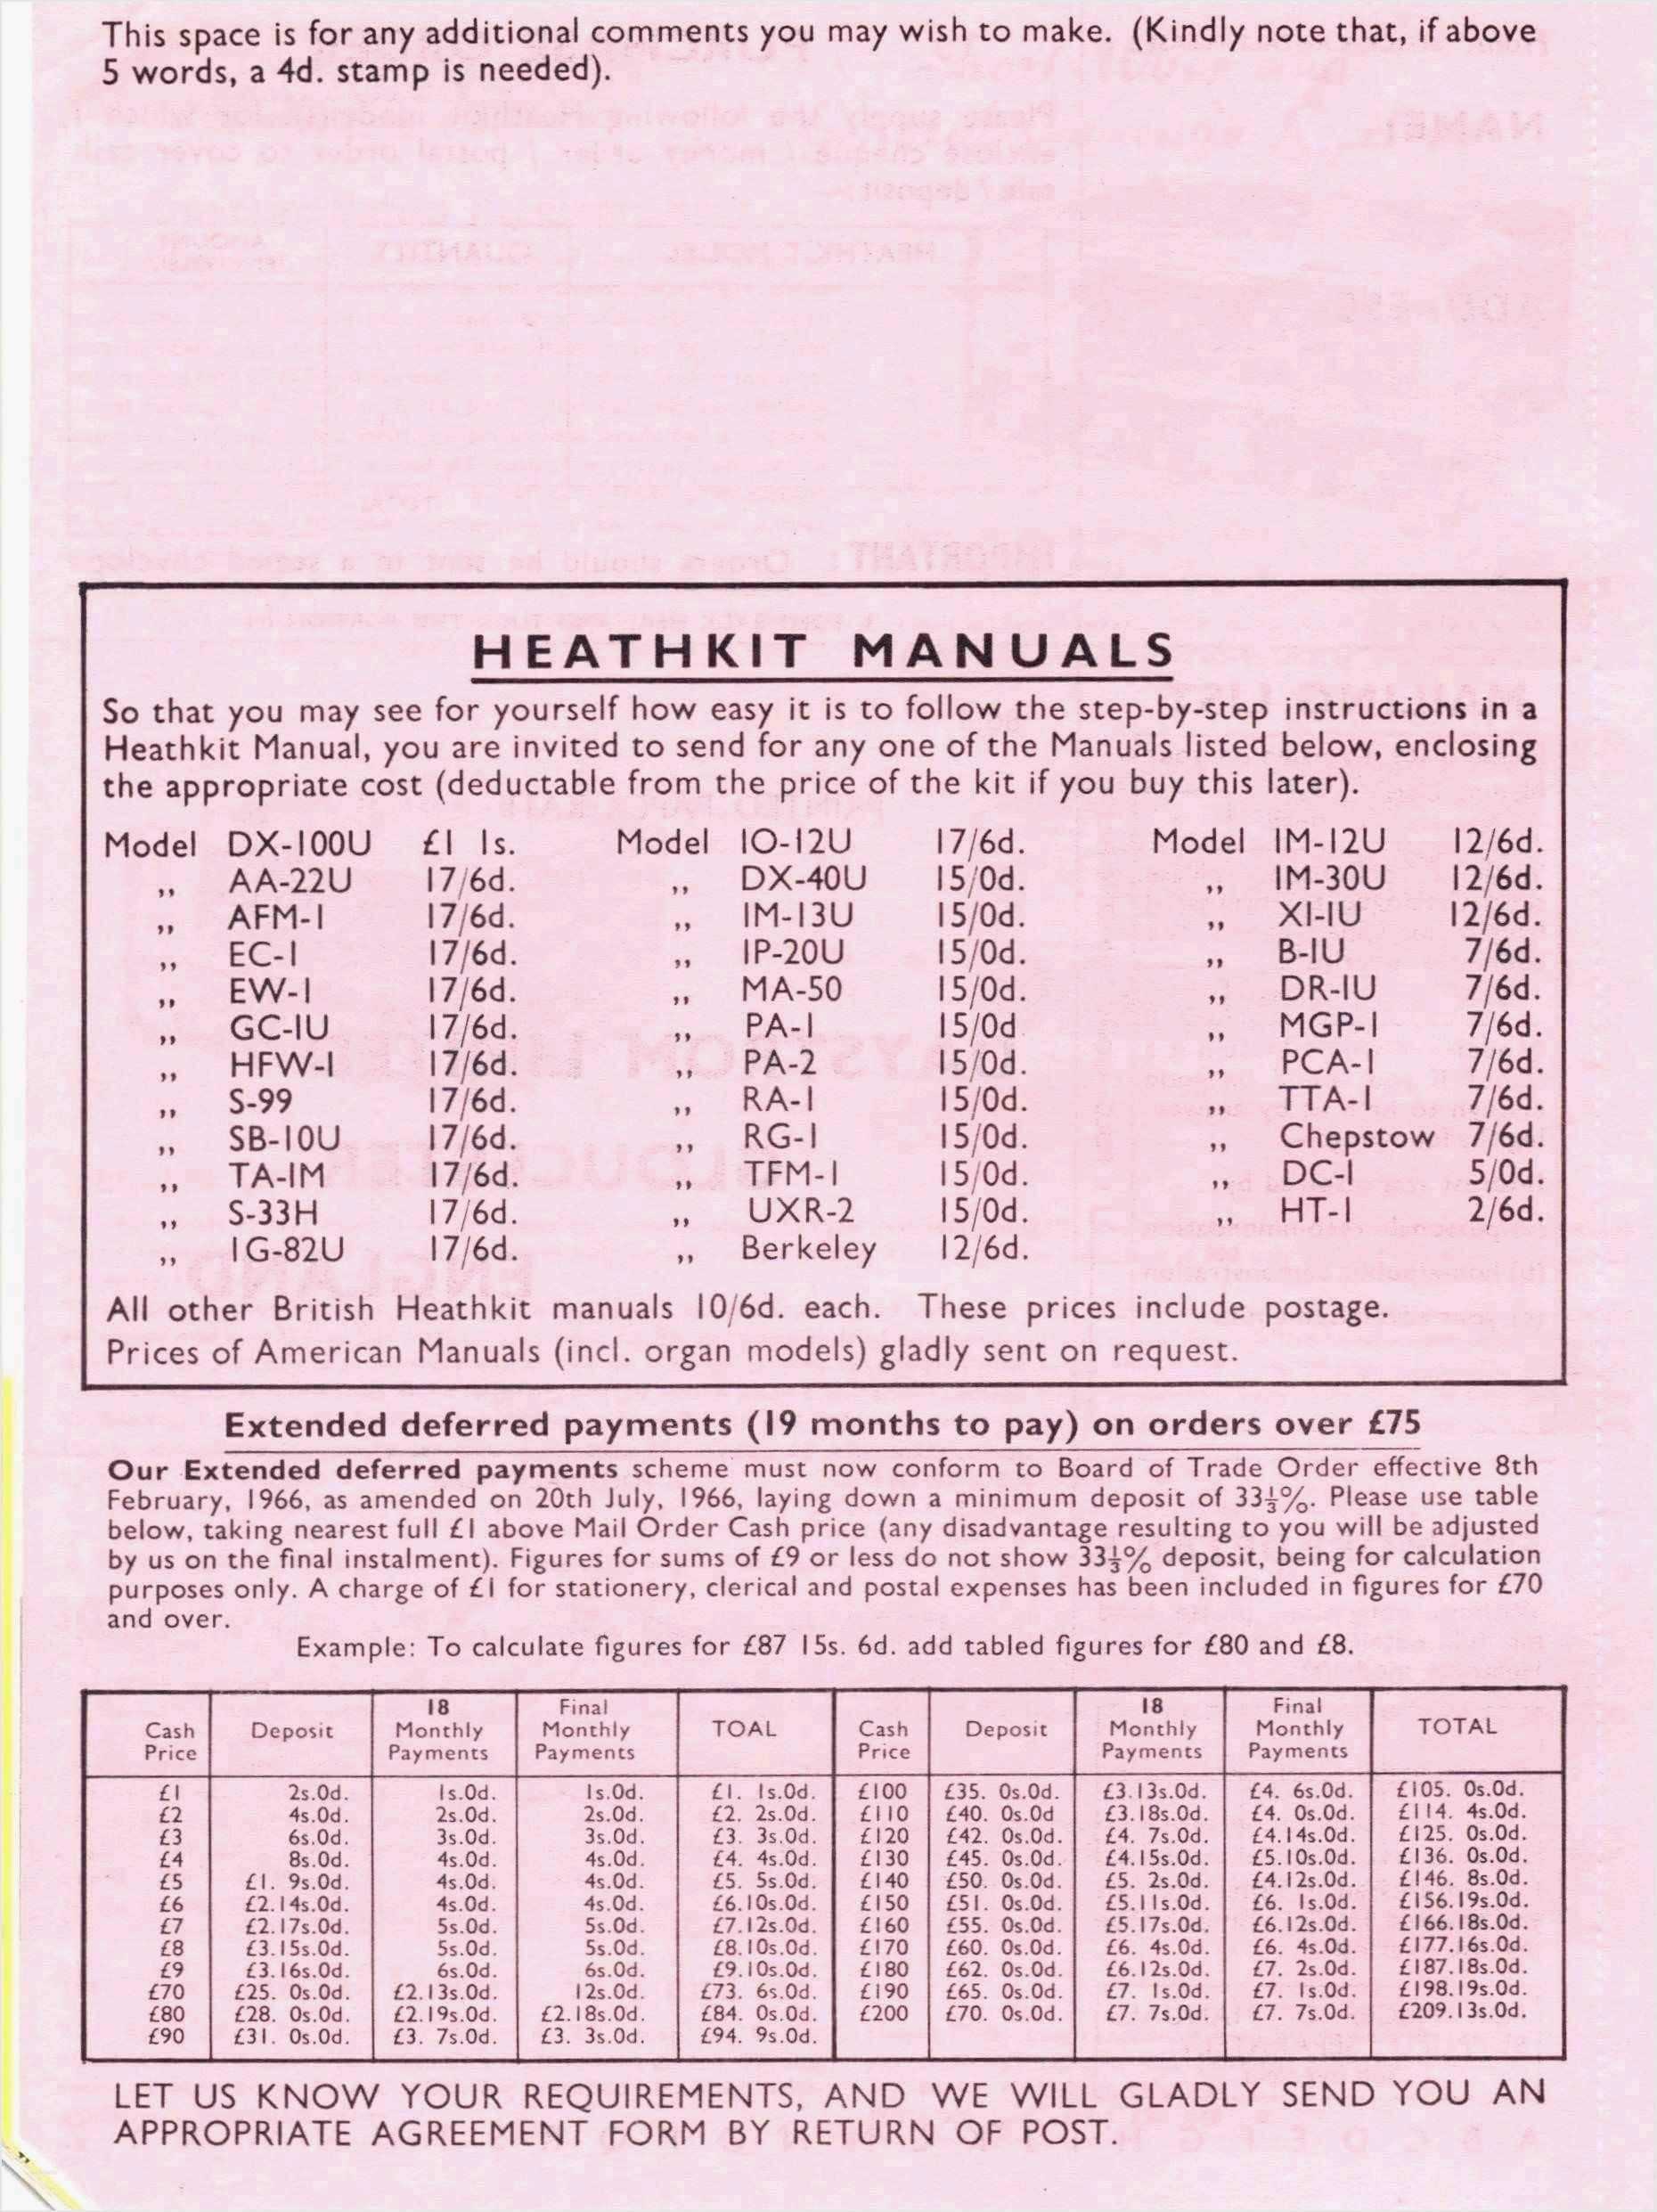 This space is for any additional comments you may wish to make. (Kindly note that, if above
5 words, a 4d. stamp is needed).
HEATHKIT MANUALS
So that you may see for yourself how easy it is to follow the step-by-step instructions in a
Heathkit Manual, you are invited to send for any one of the Manuals listed below, enclosing
the appropriate cost (deductable from the price of the kit if you buy this later).
Model DX-100U £1 1s. Model IO-12U 17/6d. Model IM-12U 12/6d.
,, AA-22U 17/6d. ,, DX-40U 15/0d. ,, IM-30U 12/6d.
,, AFM-1 17/6d. ,, IM-13U 15/0d. ,, XI-IU 12/6d.
,, EC-1 17/6d. ,, IP-20U 15/0d. ,, B-IU 7/6d.
,, EW-1 17/6d. ,, MA-50 15/0d. ,, DR-IU 7/6d.
,, GC-IU 17/6d. ,, PA-1 15/0d ,, MGP-1 7/6d.
,, HFW-1 17/6d. ,, PA-2 15/0d. ,, PCA-1 7/6d.
,, S-99 17/6d. ,, RA-1 15/0d. ,, TTA-1 7/6d.
,, SB-10U 17/6d. ,, RG-1 15/0d. ,, Chepstow 7/6d.
,, TA-IM 17/6d. ,, TFM-1 15/0d. ,, DC-1 5/0d.
,, S-33H 17/6d. ,, UXR-2 15/0d. ,, HT-1 2/6d.
,, IG-82U 17/6d. ,, Berkeley 12/6d.
All other British Heathkit manuals 10/6d. each. These prices include postage.
Prices of American Manuals (incl. organ models) gladly sent on request.
Extended deferred payments (19 months to pay) on orders over £75
Our Extended deferred payments scheme must now conform to Board of Trade Order effective 8th
February, 1966, as amended on 20th July, 1966, laying down a minimum deposit of 33⅓%. Please use table
below, taking nearest full £1 above Mail Order Cash price (any disadvantage resulting to you will be adjusted
by us on the final instalment). Figures for sums of £9 or less do not show 33⅓% deposit, being for calculation
purposes only. A charge of £1 for stationery, clerical and postal expenses has been included in figures for £70
and over.
Example: To calculate figures for £87 15s. 6d. add tabled figures for £80 and £8.
Cash Price Deposit 18 Monthly Payments Final Monthly Payments TOAL Cash Price Deposit 18 Monthly Payments Final Monthly Payments TOTAL
£1 2s.0d. 1s.0d. 1s.0d. £1. 1s.0d. £100 £35. 0s.0d. £3.13s.0d. £4. 6s.0d. £105. 0s.0d.
£2 4s.0d. 2s.0d. 2s.0d. £2. 2s.0d. £110 £40. 0s.0d £3.18s.0d. £4. 0s.0d. £114. 4s.0d.
£3 6s.0d. 3s.0d. 3s.0d. £3. 3s.0d. £120 £42. 0s.0d. £4. 7s.0d. £4.14s.0d. £125. 0s.0d.
£4 8s.0d. 4s.0d. 4s.0d. £4. 4s.0d. £130 £45. 0s.0d. £4.15s.0d. £5.10s.0d. £136. 0s.0d.
£5 £1. 9s.0d. 4s.0d. 4s.0d. £5. 5s.0d. £140 £50. 0s.0d. £5. 2s.0d. £4.12s.0d. £146. 8s.0d.
£6 £2.14s.0d. 4s.0d. 4s.0d. £6.10s.0d. £150 £51. 0s.0d. £5.11s.0d. £6. 1s.0d. £156.19s.0d.
£7 £2.17s.0d. 5s.0d. 5s.0d. £7.12s.0d. £160 £55. 0s.0d. £5.17s.0d. £6.12s.0d. £166.18s.0d.
£8 £3.15s.0d. 5s.0d. 5s.0d. £8.10s.0d. £170 £60. 0s.0d. £6. 4s.0d. £6. 4s.0d. £177.16s.0d.
£9 £3.16s.0d. 6s.0d. 6s.0d. £9.10s.0d. £180 £62. 0s.0d. £6.12s.0d. £7. 2s.0d. £187.18s.0d.
£70 £25. 0s.0d. £2.13s.0d. 12s.0d. £73. 6s.0d. £190 £65. 0s.0d. £7. 1s.0d. £7. 1s.0d. £198.19s.0d.
£80 £28. 0s.0d. £2.19s.0d. £2.18s.0d. £84. 0s.0d. £200 £70. 0s.0d. £7. 7s.0d. £7. 7s.0d. £209.13s.0d.
£90 £31. 0s.0d. £3. 7s.0d. £3. 3s.0d. £94. 9s.0d.
LET US KNOW YOUR REQUIREMENTS, AND WE WILL GLADLY SEND YOU AN
APPROPRIATE AGREEMENT FORM BY RETURN OF POST.